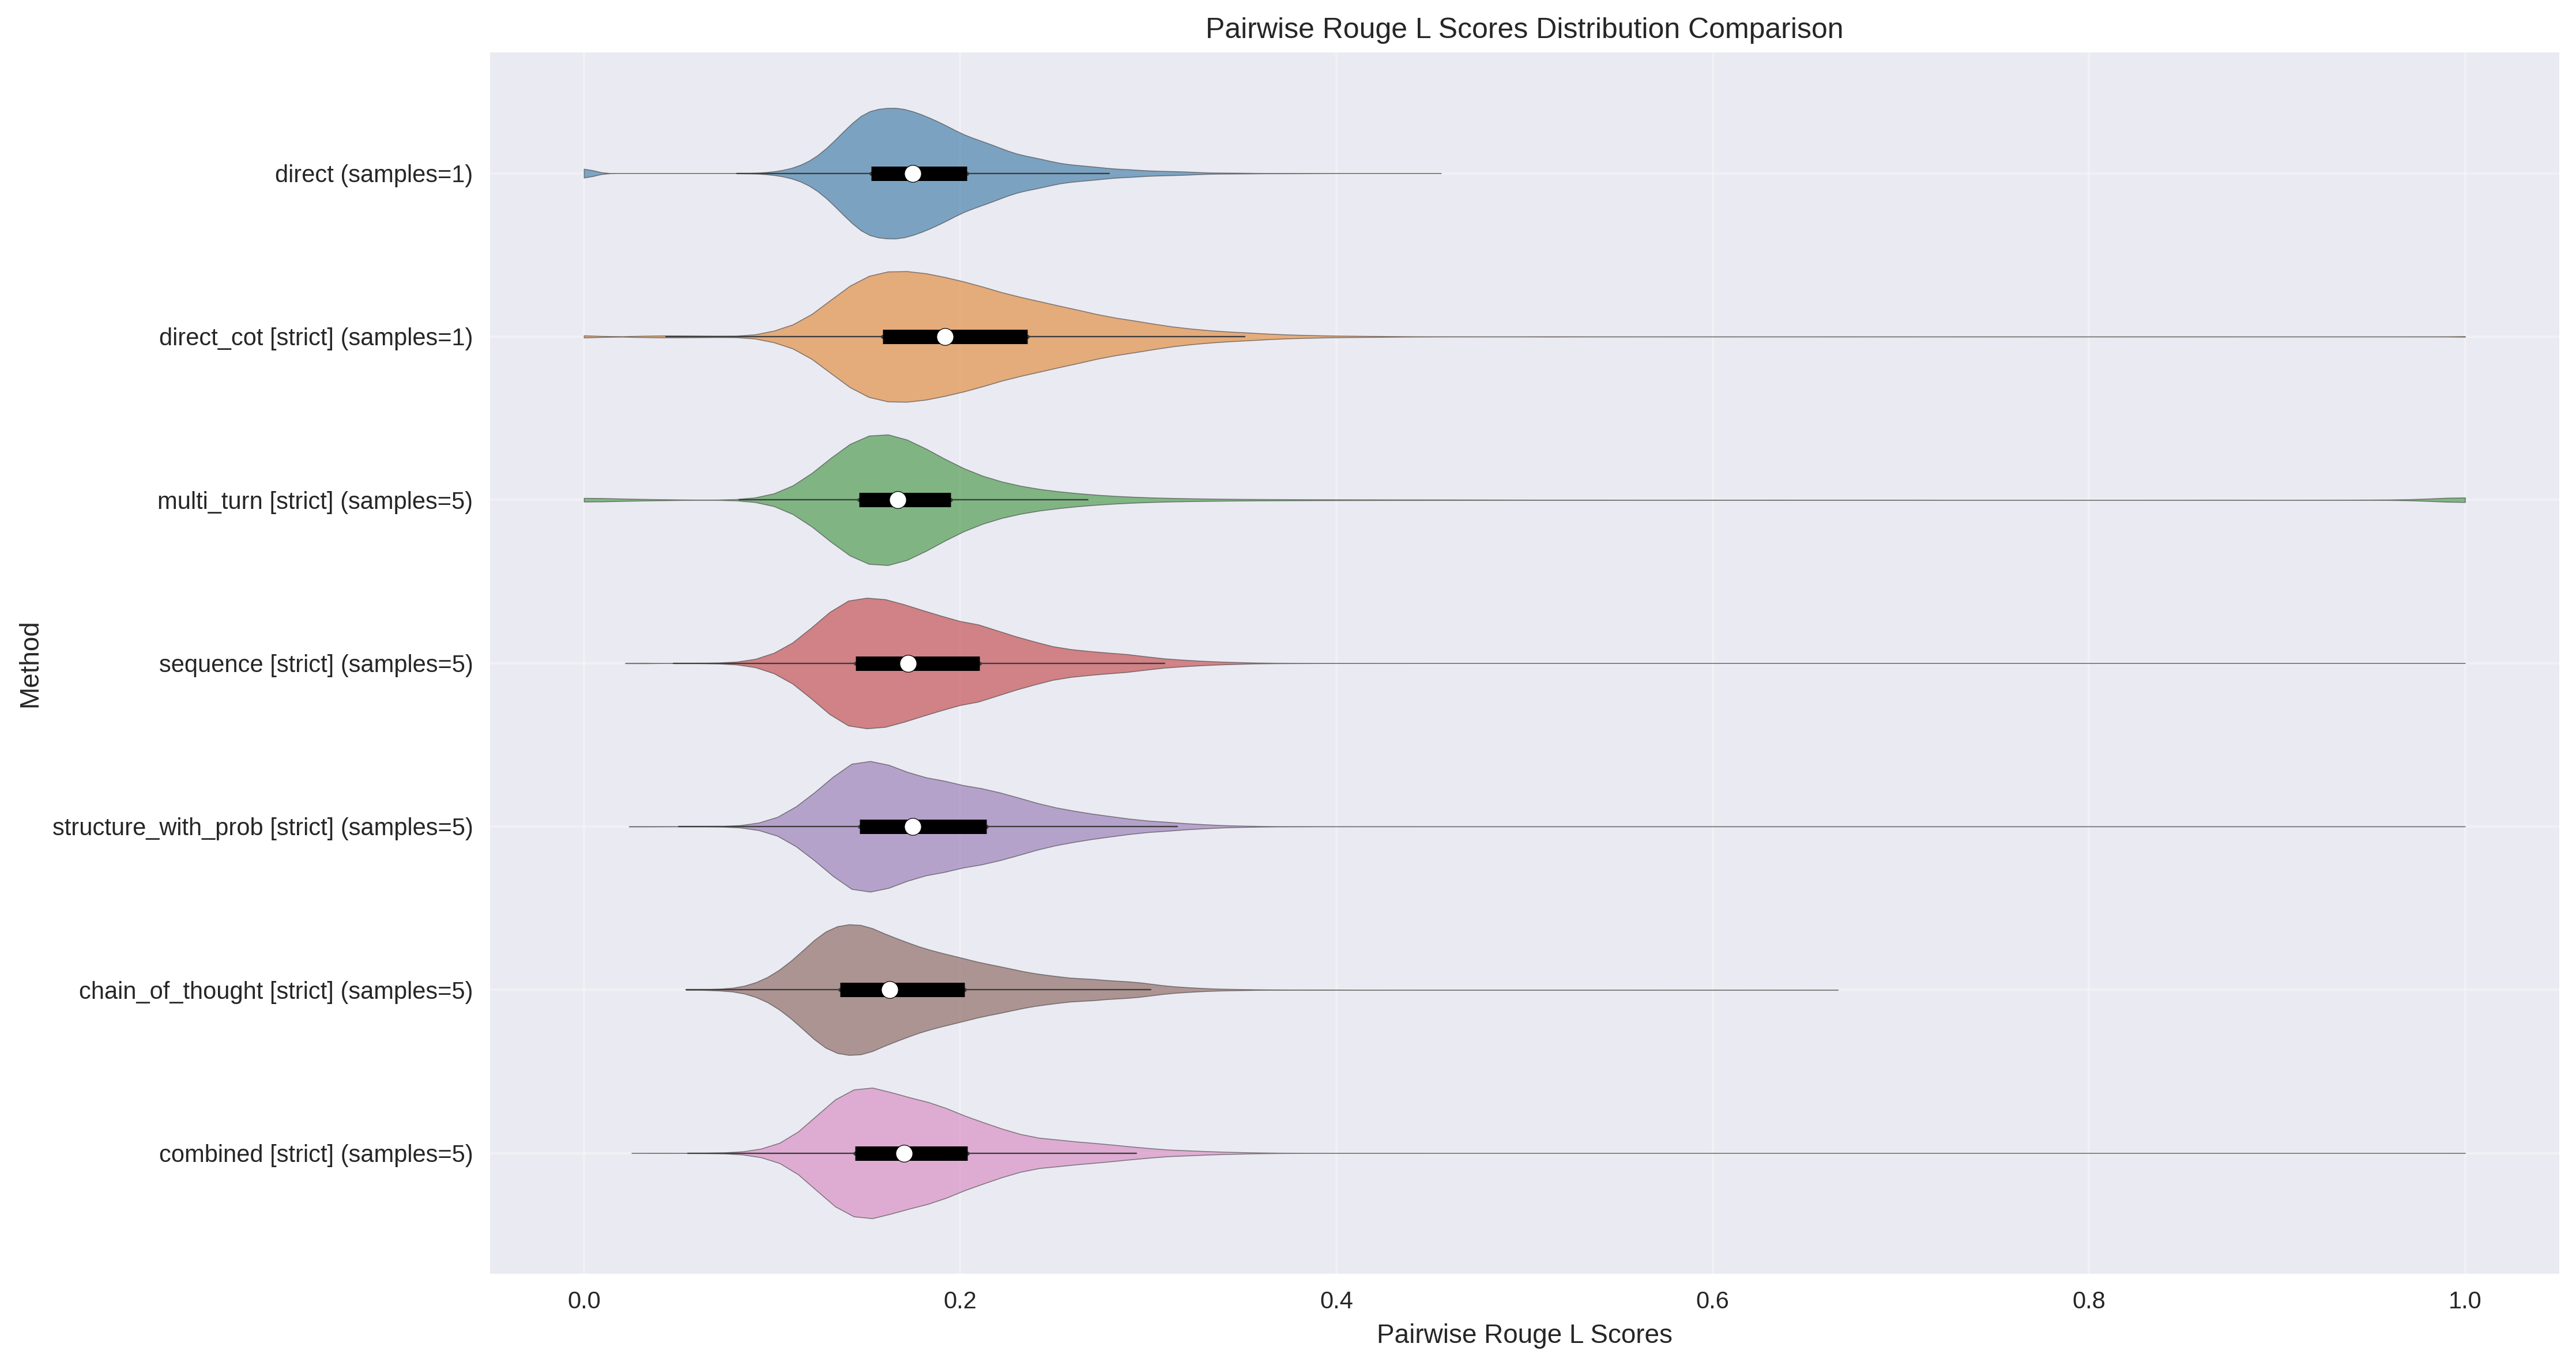 Pairwise Rouge L Scores Distribution Comparison
Method
direct (samples=1)
direct_cot [strict] (samples=1)
multi_turn [strict] (samples=5)
sequence [strict] (samples=5)
structure_with_prob [strict] (samples=5)
chain_of_thought [strict] (samples=5)
combined [strict] (samples=5)
0.0 0.2 0.4 0.6 0.8 1.0
Pairwise Rouge L Scores